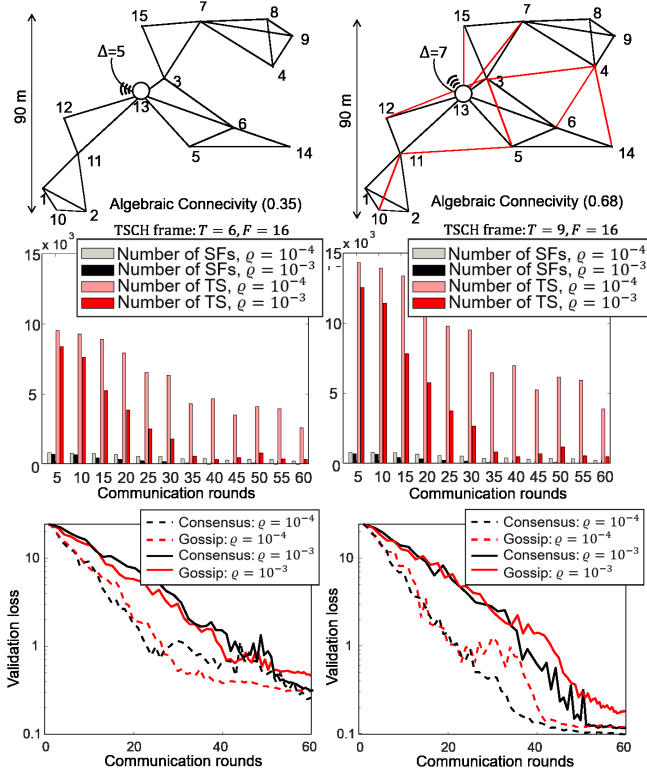 15
7
8
9
4
Δ=5
3
90 m
12
13
6
11
5
14
1
10
2
Algebraic Connecivity (0.35)
TSCH frame: T = 6, F = 16
15
7
8
9
4
Δ=7
3
90 m
12
13
6
11
5
14
1
10
2
Algebraic Connecivity (0.68)
TSCH frame: T = 9, F = 16
15 x 10³
Number of SFs, ϱ = 10⁻⁴
Number of SFs, ϱ = 10⁻³
Number of TS, ϱ = 10⁻⁴
Number of TS, ϱ = 10⁻³
10
5
0
5 10 15 20 25 30 35 40 45 50 55 60
Communication rounds
15 x 10³
Number of SFs, ϱ = 10⁻⁴
Number of SFs, ϱ = 10⁻³
Number of TS, ϱ = 10⁻⁴
Number of TS, ϱ = 10⁻³
10
5
0
5 10 15 20 25 30 35 40 45 50 55 60
Communication rounds
Consensus: ϱ = 10⁻⁴
Gossip: ϱ = 10⁻⁴
Consensus: ϱ = 10⁻³
Gossip: ϱ = 10⁻³
Validation loss
10
1
0.1
0 20 40 60
Communication rounds
Consensus: ϱ = 10⁻⁴
Gossip: ϱ = 10⁻⁴
Consensus: ϱ = 10⁻³
Gossip: ϱ = 10⁻³
Validation loss
10
1
0.1
0 20 40 60
Communication rounds